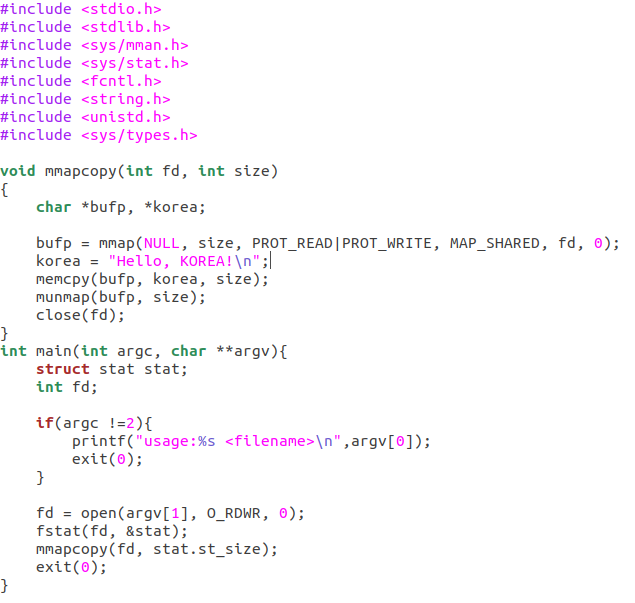 #include <stdio.h>
#include <stdlib.h>
#include <sys/mman.h>
#include <sys/stat.h>
#include <fcntl.h>
#include <string.h>
#include <unistd.h>
#include <sys/types.h>

void mmapcopy(int fd, int size)
{
    char *bufp, *korea;

    bufp = mmap(NULL, size, PROT_READ|PROT_WRITE, MAP_SHARED, fd, 0);
    korea = "Hello, KOREA!\n";
    memcpy(bufp, korea, size);
    munmap(bufp, size);
    close(fd);
}
int main(int argc, char **argv){
    struct stat stat;
    int fd;

    if(argc !=2){
        printf("usage:%s <filename>\n",argv[0]);
        exit(0);
    }

    fd = open(argv[1], O_RDWR, 0);
    fstat(fd, &stat);
    mmapcopy(fd, stat.st_size);
    exit(0);
}